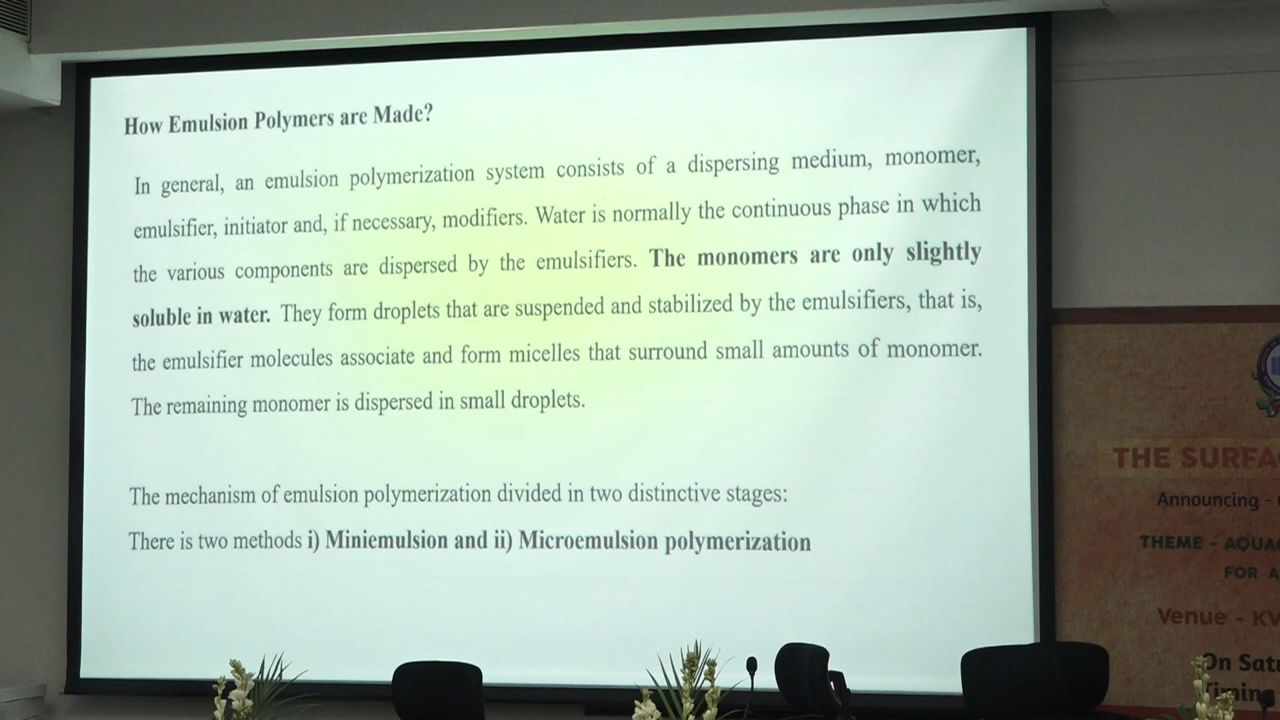 How Emulsion Polymers are Made?
In general, an emulsion polymerization system consists of a dispersing medium, monomer,
emulsifier, initiator and, if necessary, modifiers. Water is normally the continuous phase in which
the various components are dispersed by the emulsifiers. The monomers are only slightly
soluble in water. They form droplets that are suspended and stabilized by the emulsifiers, that is,
the emulsifier molecules associate and form micelles that surround small amounts of monomer.
The remaining monomer is dispersed in small droplets.
The mechanism of emulsion polymerization divided in two distinctive stages:
There is two methods i) Miniemulsion and ii) Microemulsion polymerization
THE SURFA
Announcing -
THEME - AQUA
FOR A
Venue - KV
On Satu
Timing